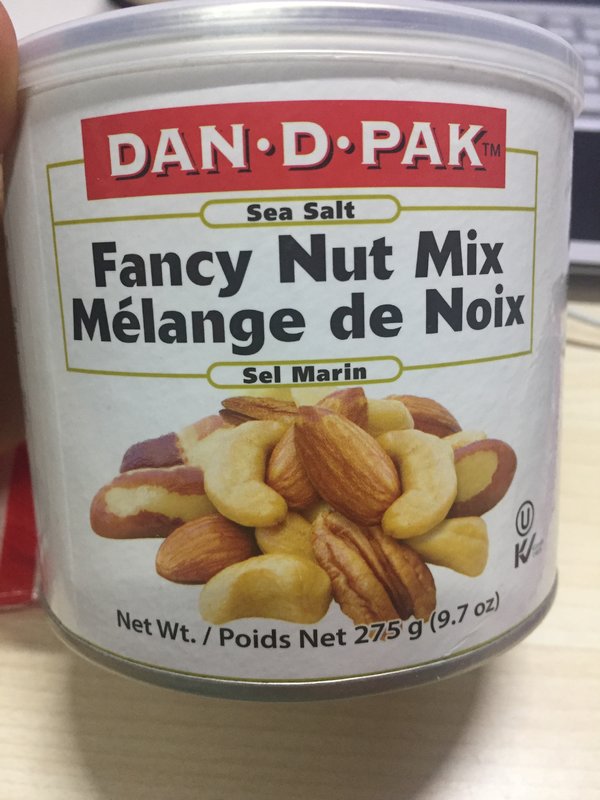 DAN•D•PAK™
Sea Salt
Fancy Nut Mix
Mélange de Noix
Sel Marin
U
K
Net Wt. / Poids Net 275 g (9.7 oz)